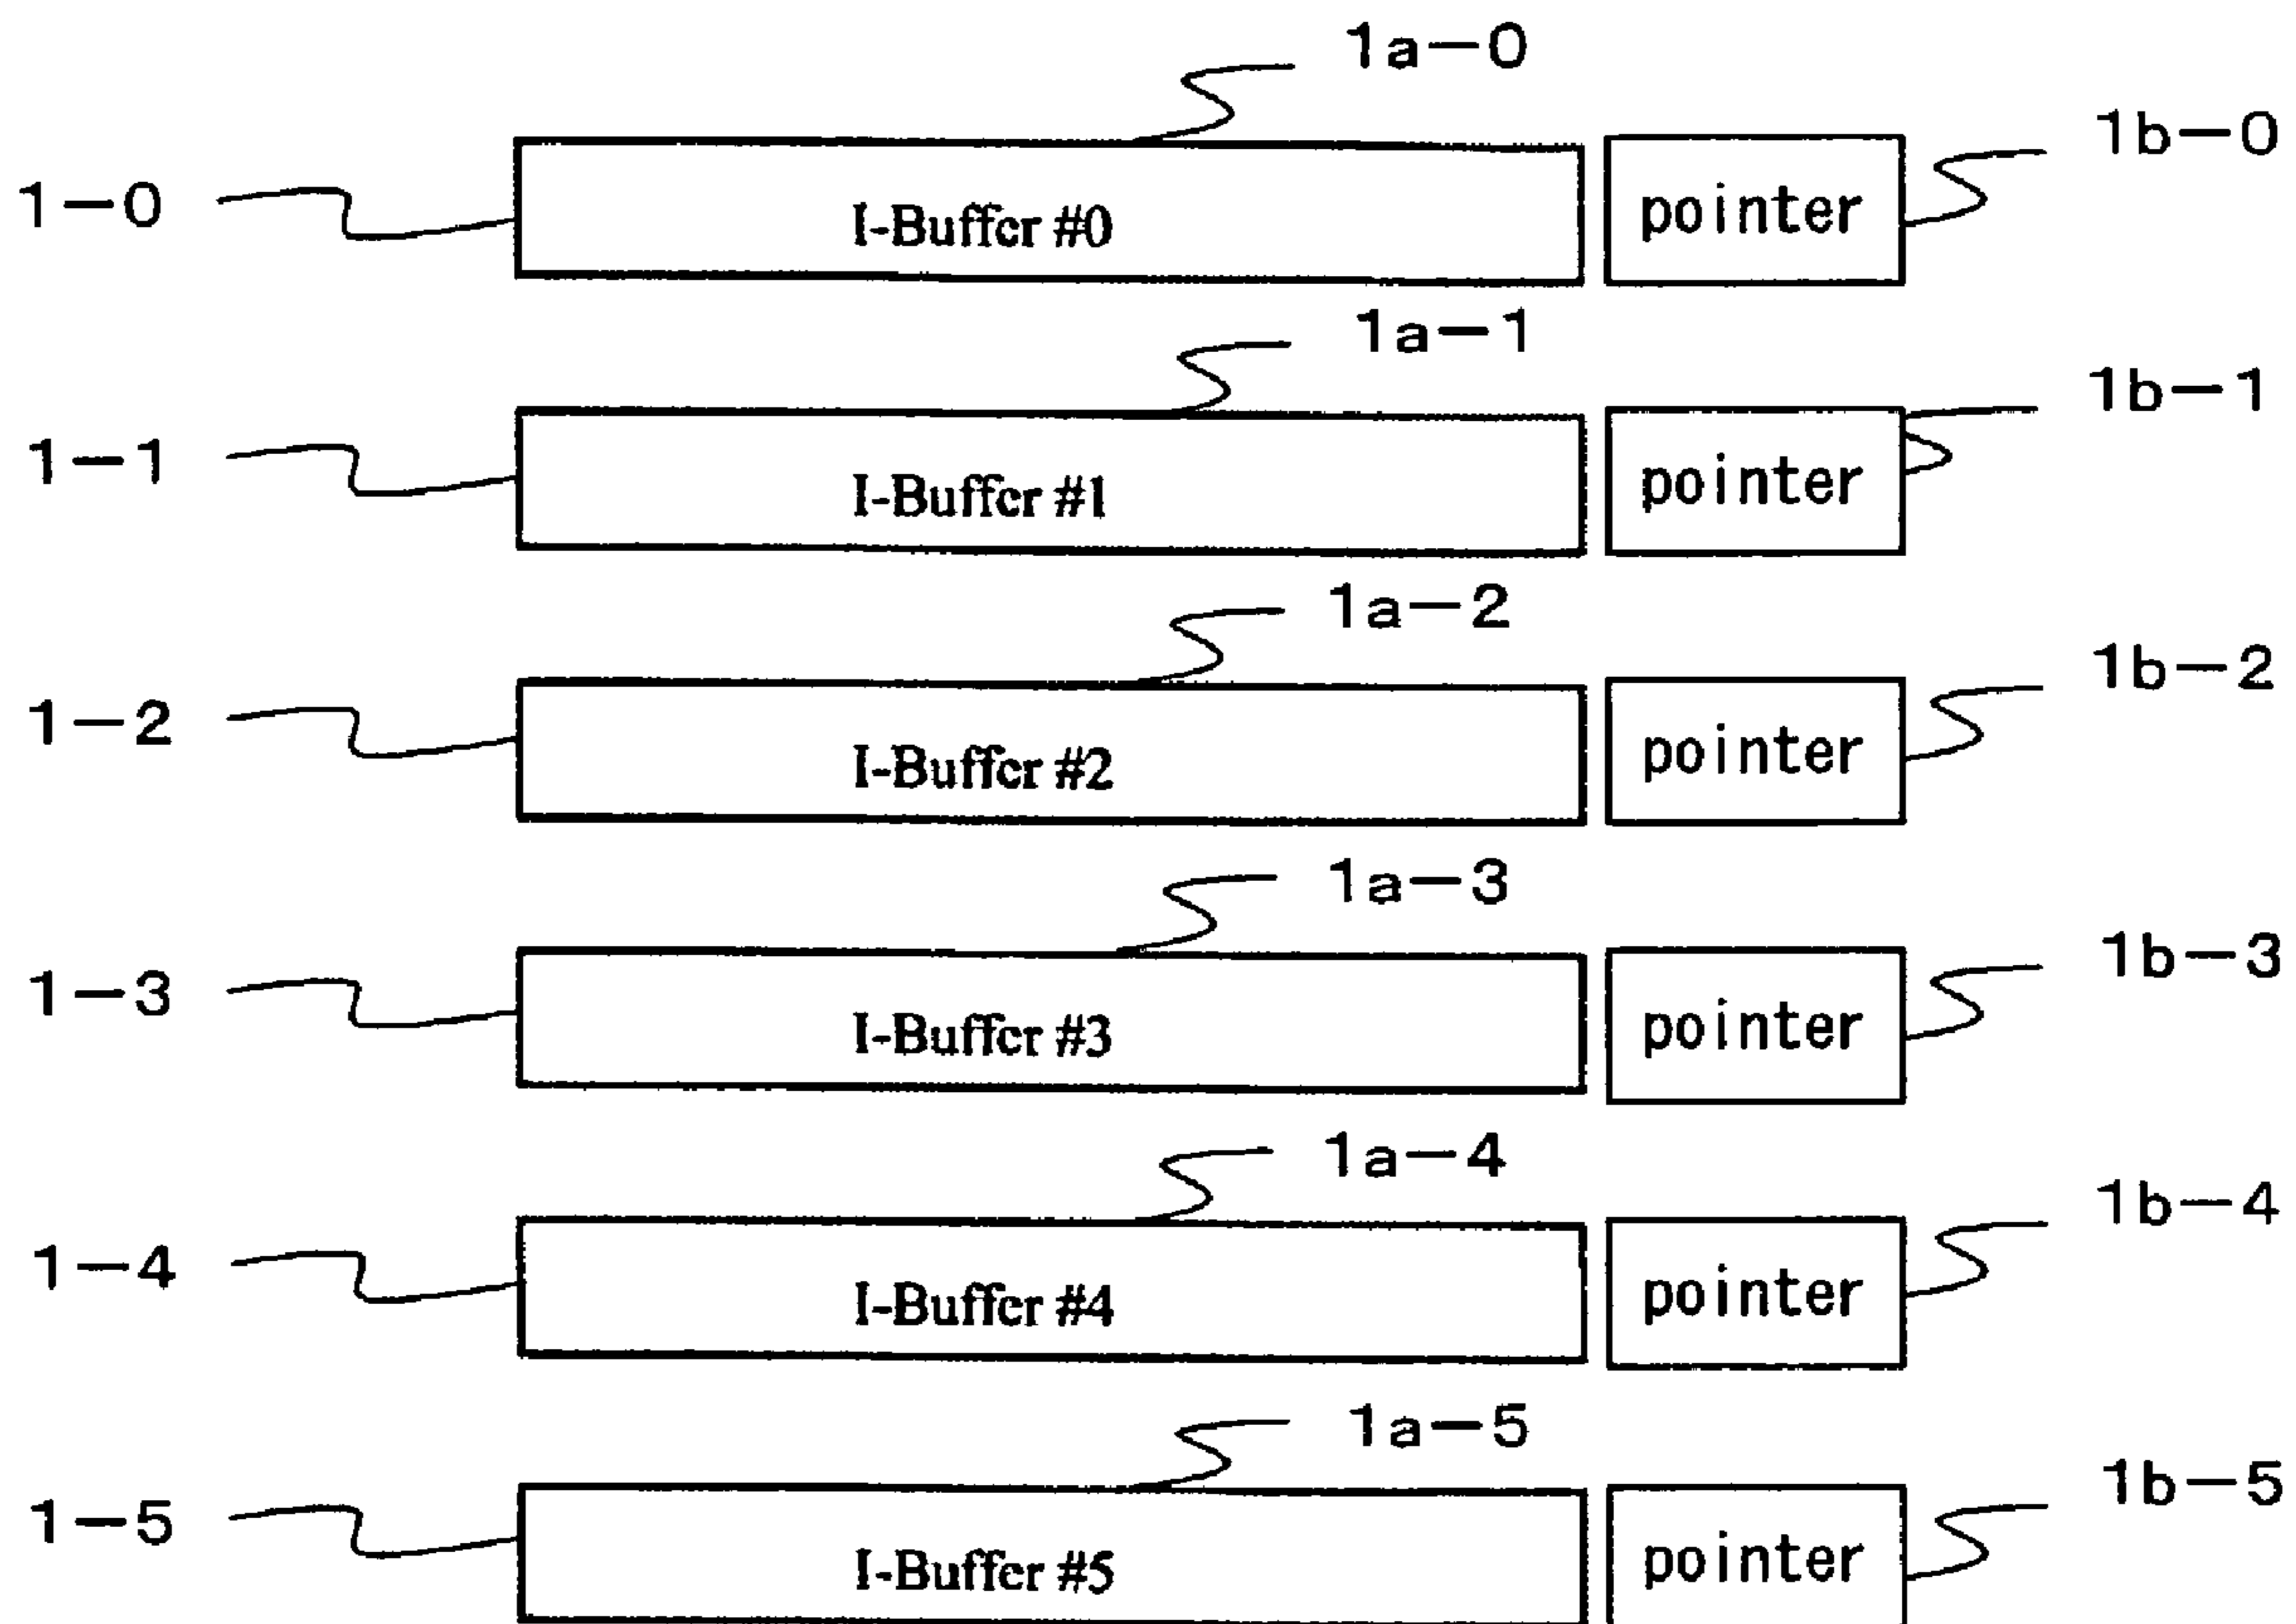 1a-0
1-0 I-Buffer #0 pointer 1b-0
1a-1
1-1 I-Buffer #1 pointer 1b-1
1a-2
1-2 I-Buffer #2 pointer 1b-2
1a-3
1-3 I-Buffer #3 pointer 1b-3
1a-4
1-4 I-Buffer #4 pointer 1b-4
1a-5
1-5 I-Buffer #5 pointer 1b-5